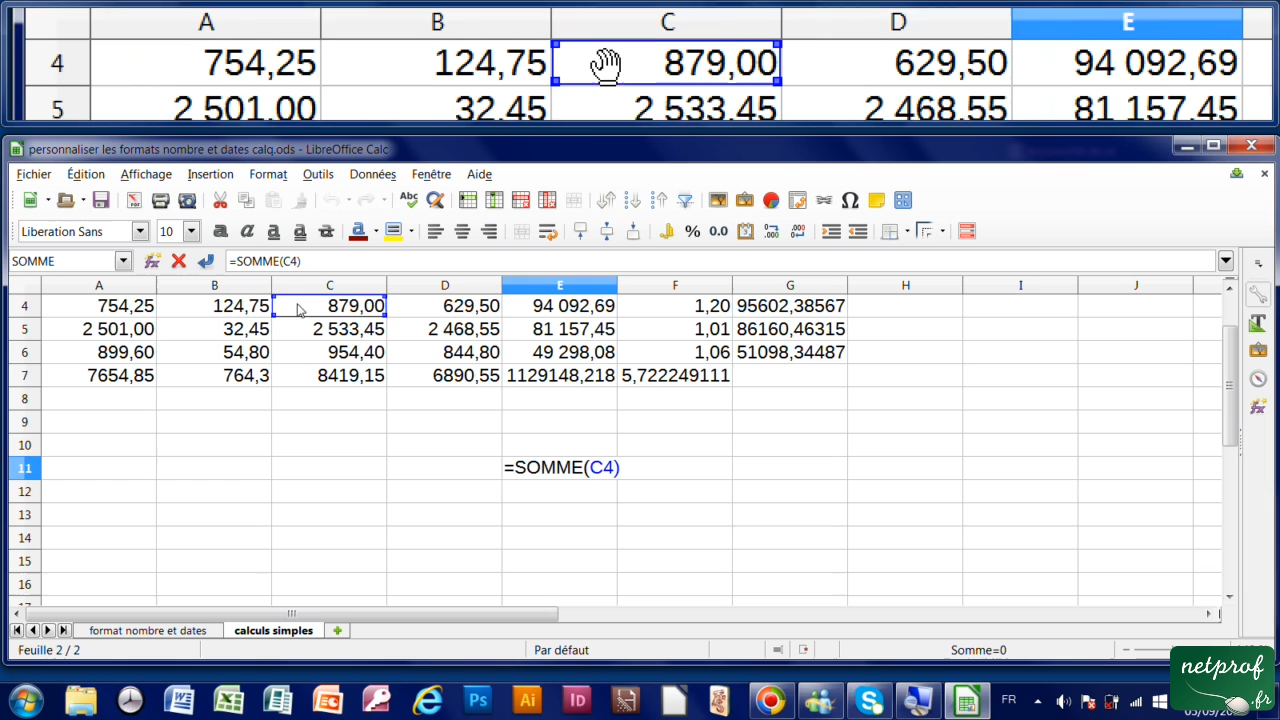 A B C D E
4 754,25 124,75 879,00 629,50 94 092,69
5 2 501,00 32,45 2 533,45 2 468,55 81 157,45
personnaliser les formats nombre et dates calq.ods - LibreOffice Calc
Fichier Édition Affichage Insertion Format Outils Données Fenêtre Aide
Liberation Sans 10
SOMME =SOMME(C4)
A B C D E F G H I J
4 754,25 124,75 879,00 629,50 94 092,69 1,20 95602,38567
5 2 501,00 32,45 2 533,45 2 468,55 81 157,45 1,01 86160,46315
6 899,60 54,80 954,40 844,80 49 298,08 1,06 51098,34487
7 7654,85 764,3 8419,15 6890,55 1129148,218 5,722249111
8
9
10
11 =SOMME(C4)
12
13
14
15
16
format nombre et dates calculs simples
Feuille 2 / 2 Par défaut Somme=0
netprof
.fr
FR